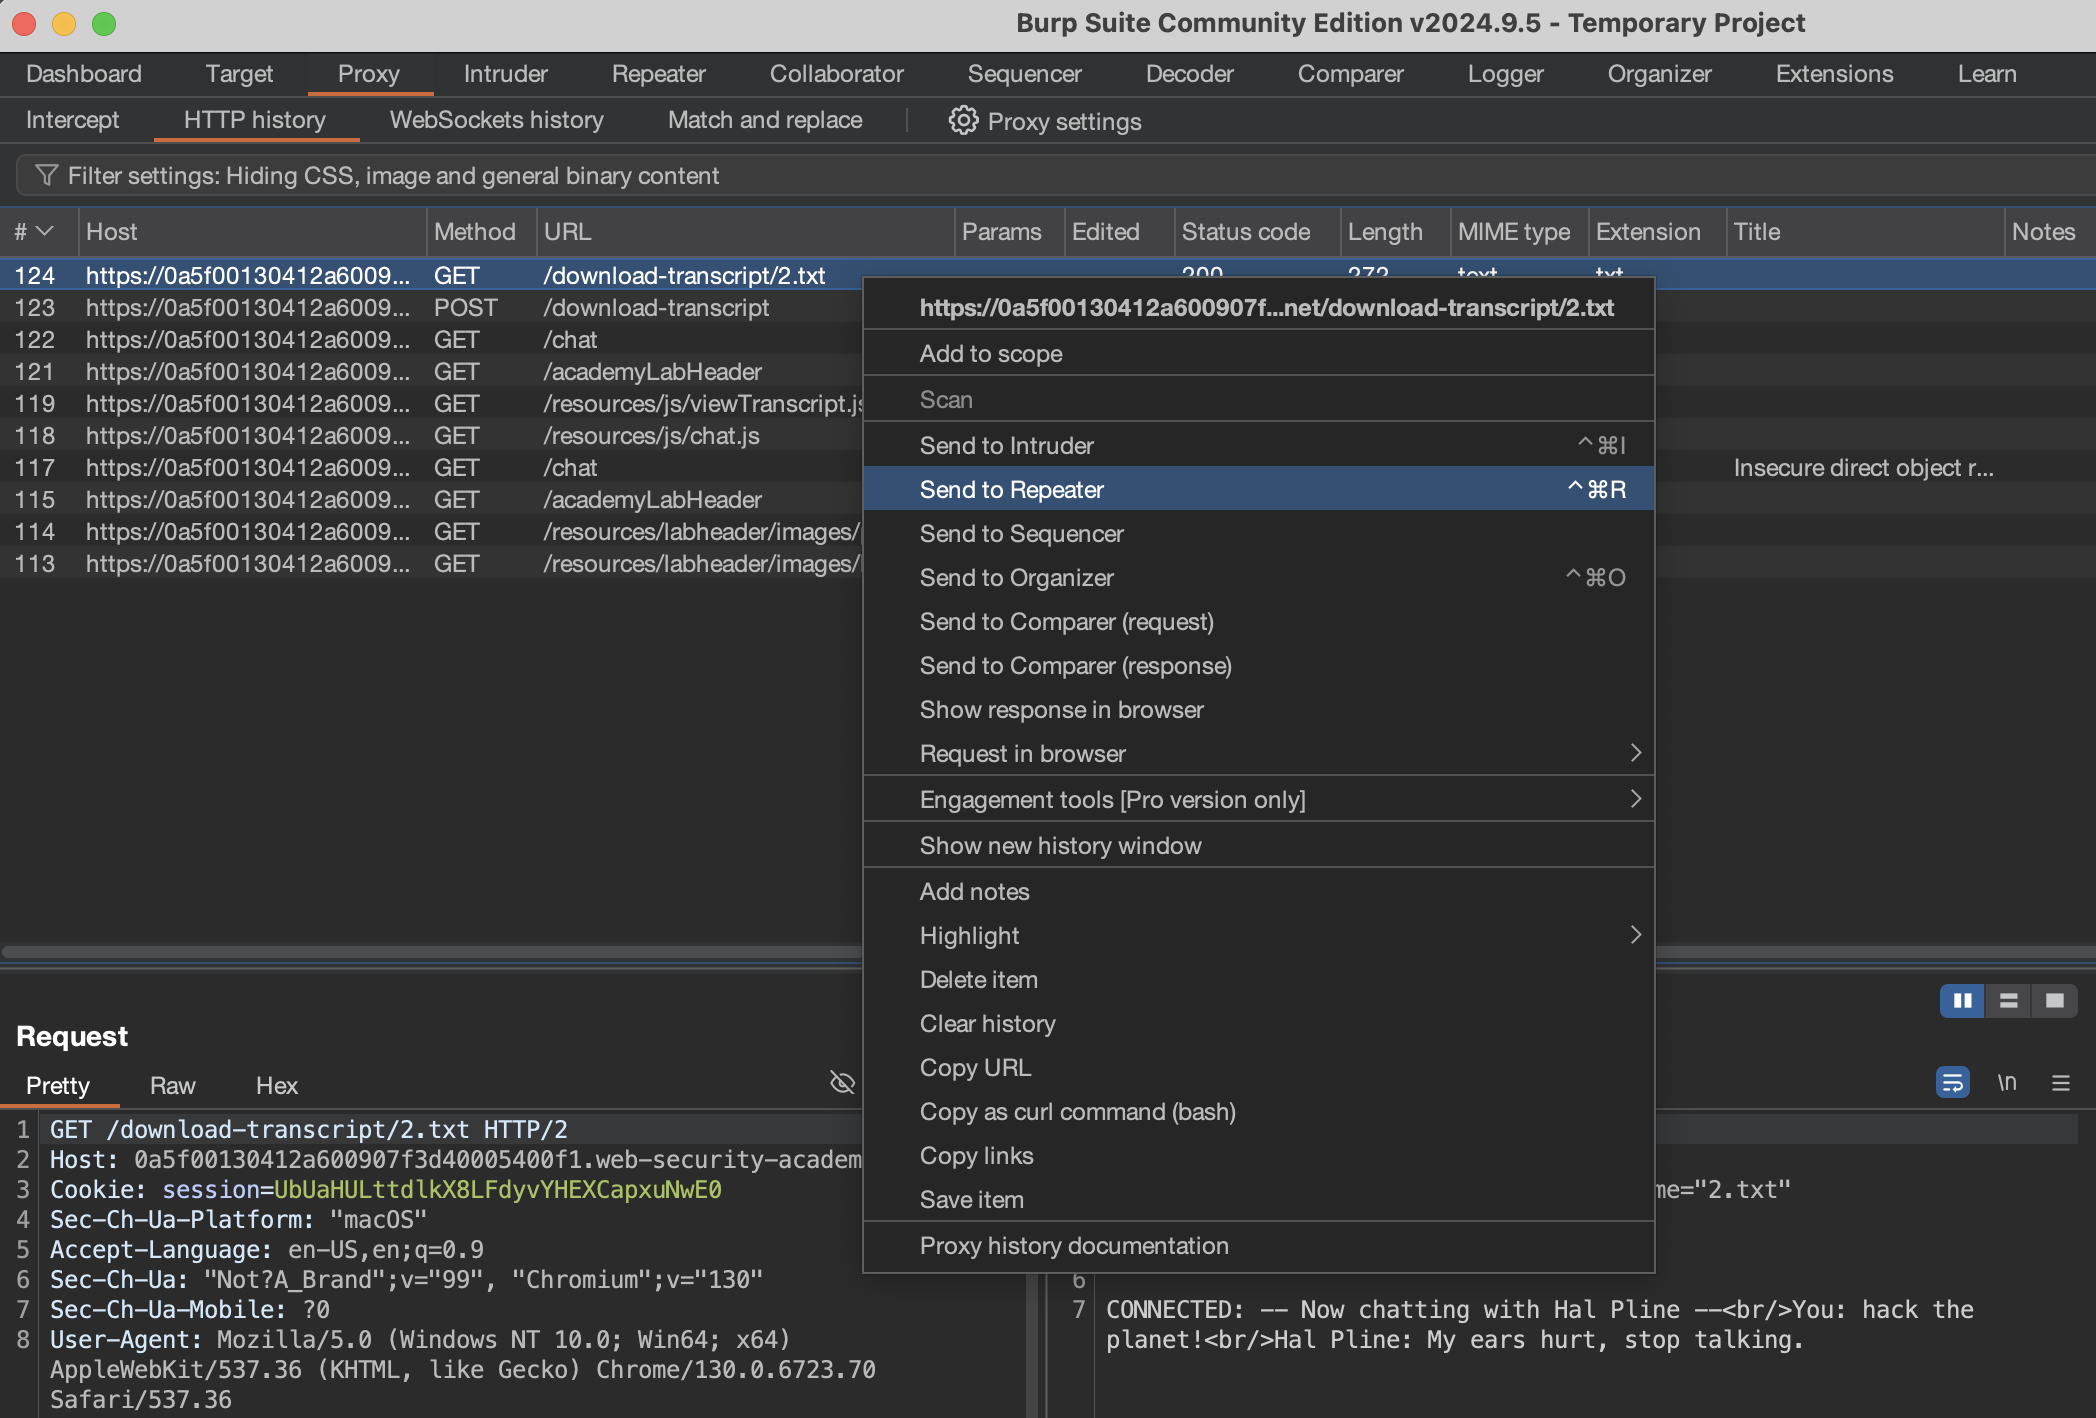 Burp Suite Community Edition v2024.9.5 - Temporary Project
Dashboard Target Proxy Intruder Repeater Collaborator Sequencer Decoder Comparer Logger Organizer Extensions Learn
Intercept HTTP history WebSockets history Match and replace Proxy settings
Filter settings: Hiding CSS, image and general binary content
# Host Method URL Params Edited Status code Length MIME type Extension Title Notes
124 https://0a5f00130412a6009... GET /download-transcript/2.txt 200 272 text txt
123 https://0a5f00130412a6009... POST /download-transcript
122 https://0a5f00130412a6009... GET /chat
121 https://0a5f00130412a6009... GET /academyLabHeader
119 https://0a5f00130412a6009... GET /resources/js/viewTranscript.js
118 https://0a5f00130412a6009... GET /resources/js/chat.js
117 https://0a5f00130412a6009... GET /chat Insecure direct object r...
115 https://0a5f00130412a6009... GET /academyLabHeader
114 https://0a5f00130412a6009... GET /resources/labheader/images/
113 https://0a5f00130412a6009... GET /resources/labheader/images/
https://0a5f00130412a600907f...net/download-transcript/2.txt
Add to scope
Scan
Send to Intruder ^⌘I
Send to Repeater ^⌘R
Send to Sequencer
Send to Organizer ^⌘O
Send to Comparer (request)
Send to Comparer (response)
Show response in browser
Request in browser
Engagement tools [Pro version only]
Show new history window
Add notes
Highlight
Delete item
Clear history
Copy URL
Copy as curl command (bash)
Copy links
Save item
Proxy history documentation
Request
Pretty Raw Hex
1 GET /download-transcript/2.txt HTTP/2
2 Host: 0a5f00130412a600907f3d40005400f1.web-security-academ
3 Cookie: session=UbUaHULttdlkX8LFdyvYHEXCapxuNwE0
4 Sec-Ch-Ua-Platform: "macOS"
5 Accept-Language: en-US,en;q=0.9
6 Sec-Ch-Ua: "Not?A_Brand";v="99", "Chromium";v="130"
7 Sec-Ch-Ua-Mobile: ?0
8 User-Agent: Mozilla/5.0 (Windows NT 10.0; Win64; x64)
AppleWebKit/537.36 (KHTML, like Gecko) Chrome/130.0.6723.70
Safari/537.36
\n
me="2.txt"
6
7 CONNECTED: -- Now chatting with Hal Pline --<br/>You: hack the
planet!<br/>Hal Pline: My ears hurt, stop talking.